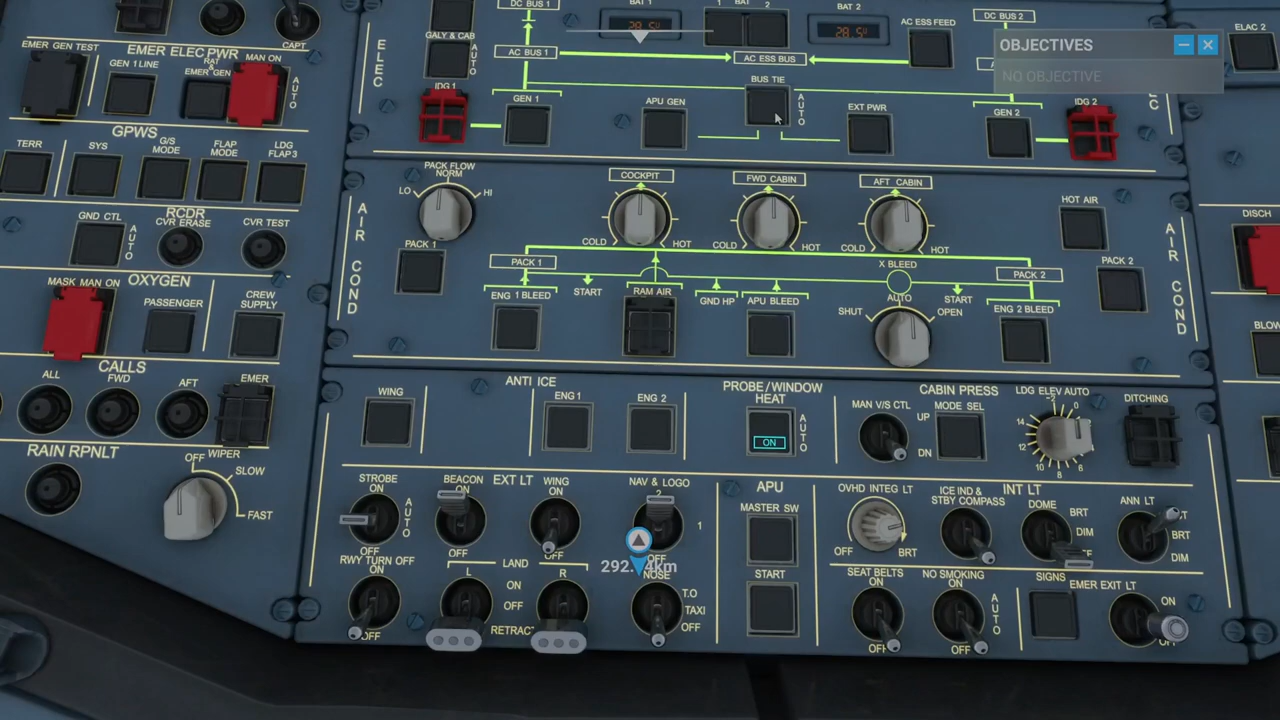 DC BUS 1
BAT 1
1 BAT 2
BAT 2
DC BUS 2
GALY & CAB
AUTO
CAPT
AC ESS FEED
ELAC 2
OBJECTIVES
NO OBJECTIVE
EMER GEN TEST
EMER ELEC PWR
GEN 1 LINE
RAT &
EMER GEN
MAN ON
AUTO
ELEC
AC BUS 1
AC ESS BUS
BUS TIE
AUTO
IDG 1
GEN 1
APU GEN
EXT PWR
GEN 2
IDG 2
GPWS
TERR
SYS
G/S
MODE
FLAP
MODE
LDG
FLAP 3
PACK FLOW
NORM
LO
HI
COCKPIT
FWD CABIN
AFT CABIN
HOT AIR
DISCH
RCDR
GND CTL
AUTO
CVR ERASE
CVR TEST
AIR COND
COLD
HOT
COLD
HOT
COLD
HOT
AIR COND
PACK 1
PACK 1
X BLEED
PACK 2
PACK 2
OXYGEN
MASK MAN ON
PASSENGER
CREW
SUPPLY
ENG 1 BLEED
START
RAM AIR
GND HP
APU BLEED
AUTO
SHUT
OPEN
START
ENG 2 BLEED
CALLS
ALL
FWD
AFT
EMER
WING
ANTI ICE
ENG 1
ENG 2
PROBE/WINDOW
HEAT
AUTO
ON
CABIN PRESS
MAN V/S CTL
UP
DN
MODE SEL
LDG ELEV AUTO
-2
0
14
12
10
8
6
DITCHING
RAIN RPNLT
WIPER
OFF
SLOW
FAST
STROBE
ON
AUTO
OFF
BEACON
ON
OFF
EXT LT
WING
ON
OFF
NAV & LOGO
2
1
OFF
APU
MASTER SW
START
OVHD INTEG LT
OFF
BRT
INT LT
ICE IND &
STBY COMPASS
DOME
BRT
DIM
ANN LT
BRT
DIM
RWY TURN OFF
ON
OFF
LAND
L
R
ON
OFF
RETRACT
NOSE
T.O
TAXI
OFF
SEAT BELTS
ON
OFF
NO SMOKING
ON
AUTO
OFF
SIGNS
EMER EXIT LT
ON